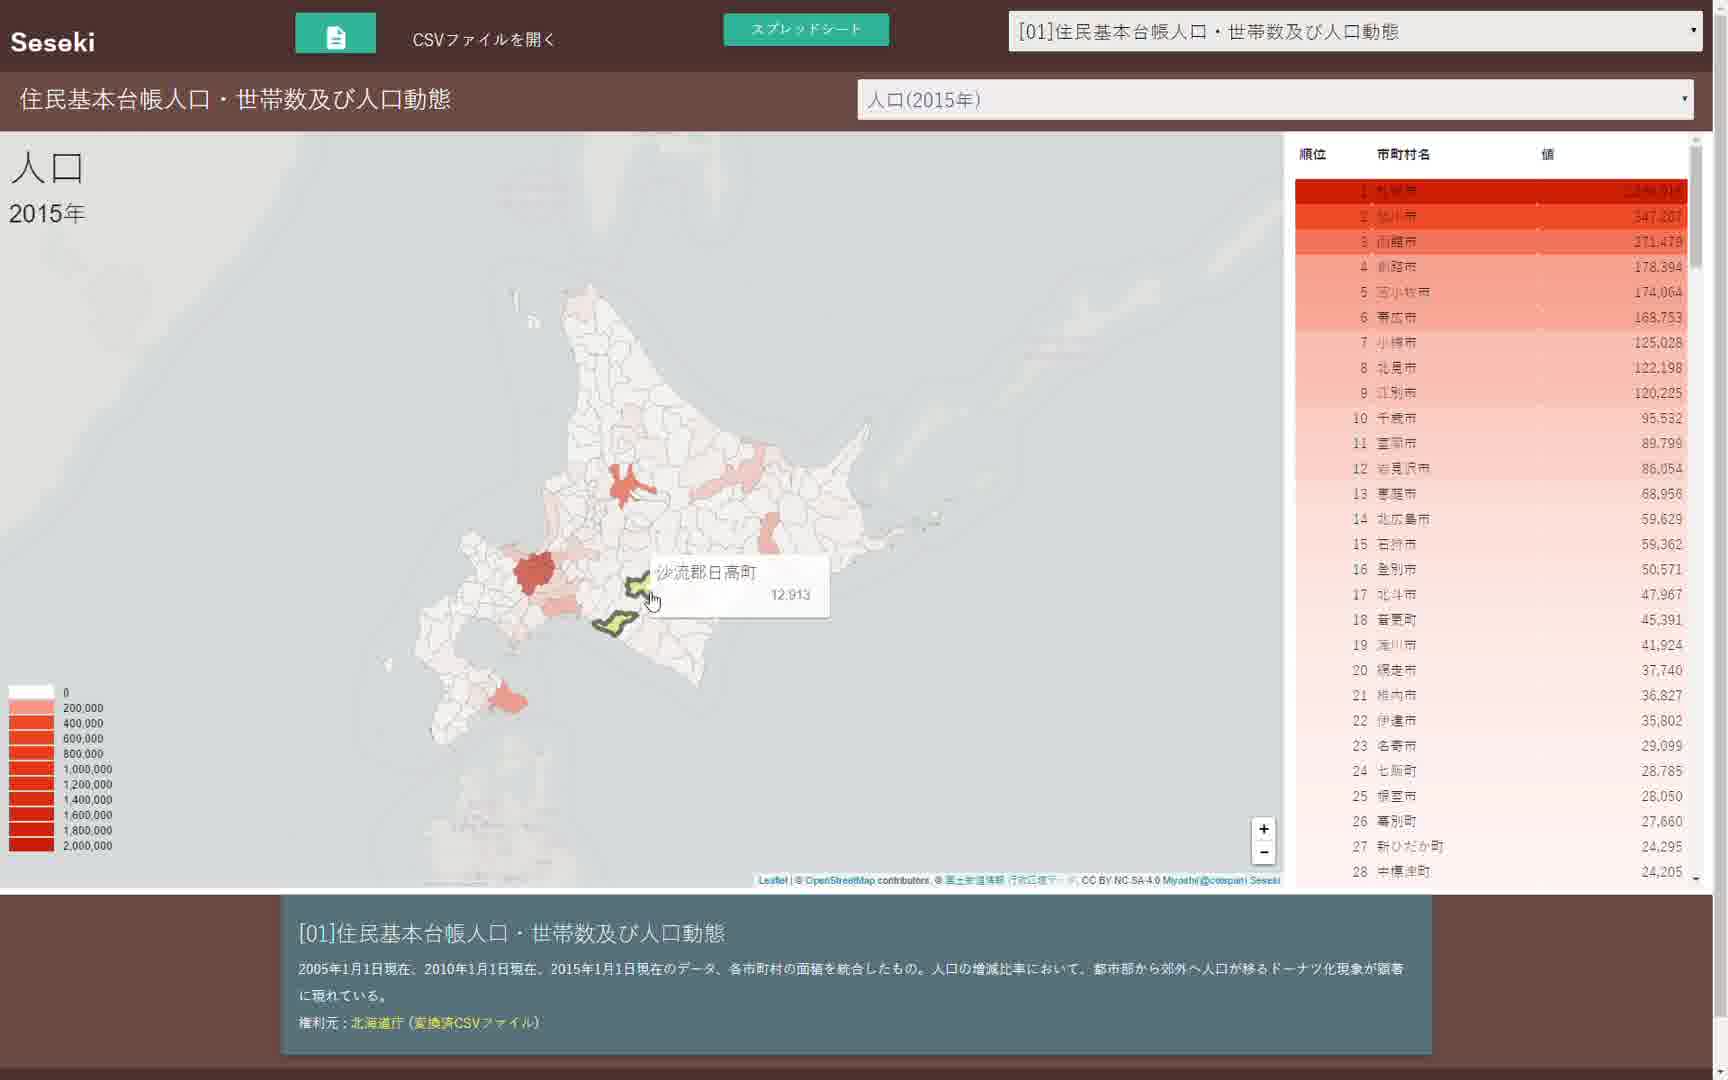 Seseki
CSVファイルを開く
スプレッドシート
[01]住民基本台帳人口・世帯数及び人口動態
住民基本台帳人口・世帯数及び人口動態
人口(2015年)
人口
2015年
順位 市町村名 値
1 札幌市
2 旭川市 347,207
3 函館市 271,479
4 釧路市 178,394
5 苫小牧市 174,064
6 帯広市 168,753
7 小樽市 125,028
8 北見市 122,198
9 江別市 120,225
10 千歳市 95,532
11 室蘭市 89,799
12 岩見沢市 86,054
13 恵庭市 68,956
14 北広島市 59,629
15 石狩市 59,362
16 登別市 50,571
17 北斗市 47,967
18 音更町 45,391
19 滝川市 41,924
20 網走市 37,740
21 稚内市 36,827
22 伊達市 35,802
23 名寄市 29,099
24 七飯町 28,785
25 根室市 28,050
26 幕別町 27,660
27 新ひだか町 24,295
28 中標津町 24,205
沙流郡日高町
12,913
0
200,000
400,000
600,000
800,000
1,000,000
1,200,000
1,400,000
1,600,000
1,800,000
2,000,000
+
−
Leaflet | © OpenStreetMap contributors, © 国土数値情報 行政区域データ, CC BY-NC-SA-4.0 Seseki
[01]住民基本台帳人口・世帯数及び人口動態
2005年1月1日現在、2010年1月1日現在、2015年1月1日現在のデータ、各市町村の面積を統合したもの。人口の増減比率において、都市部から郊外へ人口が移るドーナツ化現象が顕著
に現れている。
権利元 : 北海道庁 (変換済CSVファイル)